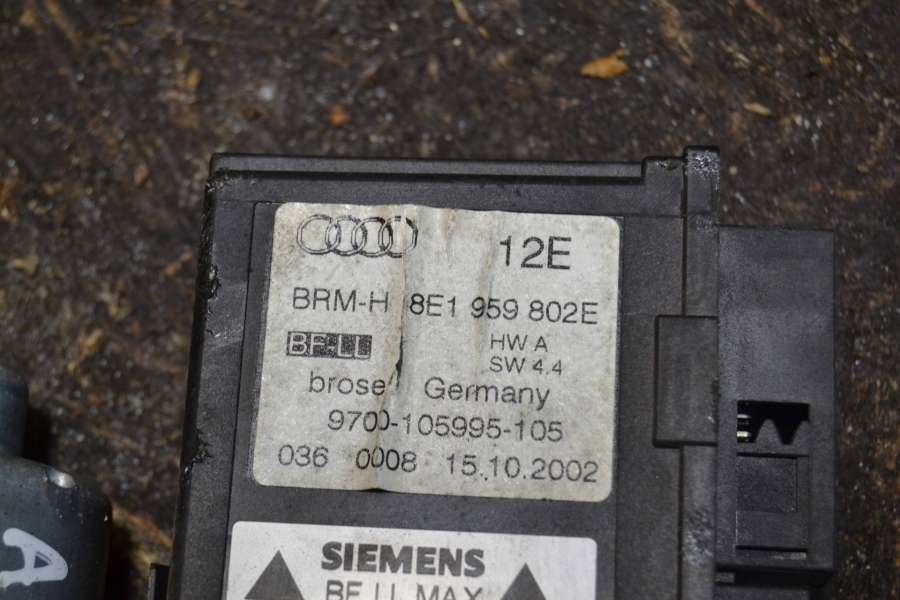 12E
BRM-H 8E1 959 802E
BF-LL HW A
SW 4.4
brose Germany
9700-105995-105
036 0008 15.10.2002
SIEMENS
MAX